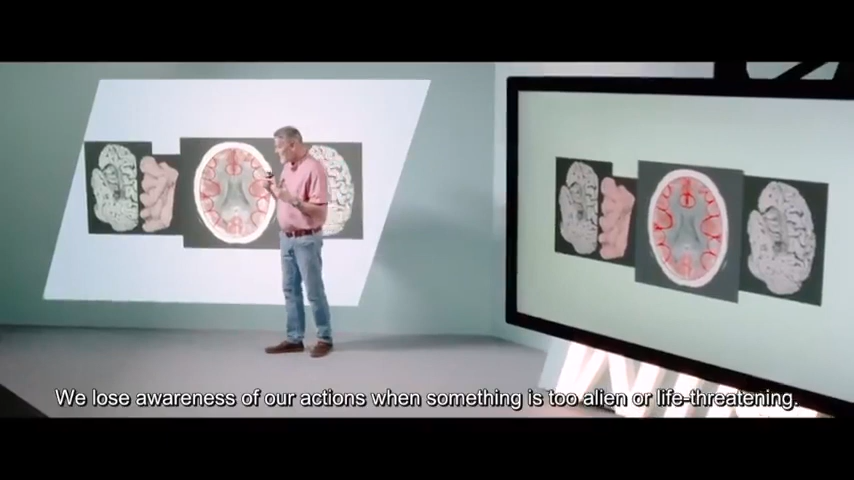 We lose awareness of our actions when something is too alien or life-threatening.